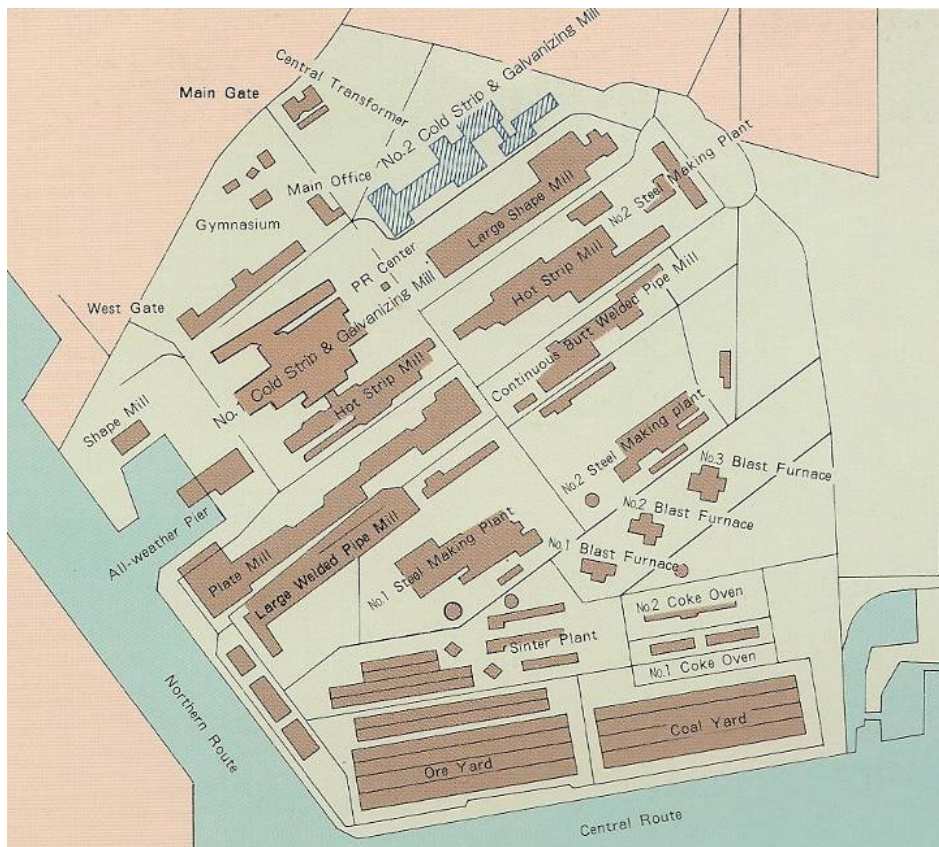 Main Gate
Central Transformer
No.2 Cold Strip & Galvanizing Mill
Main Office
Gymnasium
Large Shape Mill
No.2 Steel Making Plant
PR Center
Hot Strip Mill
West Gate
No. Cold Strip & Galvanizing Mill
Continuous Butt Welded Pipe Mill
Hot Strip Mill
Shape Mill
No.2 Steel Making plant
No.3 Blast Furnace
No.2 Blast Furnace
All-weather Pier
No.1 Blast Furnace
Plate Mill
Large Welded Pipe Mill
No.1 Steel Making Plant
No.2 Coke Oven
Sinter Plant
No.1 Coke Oven
Northern Route
Coal Yard
Ore Yard
Central Route